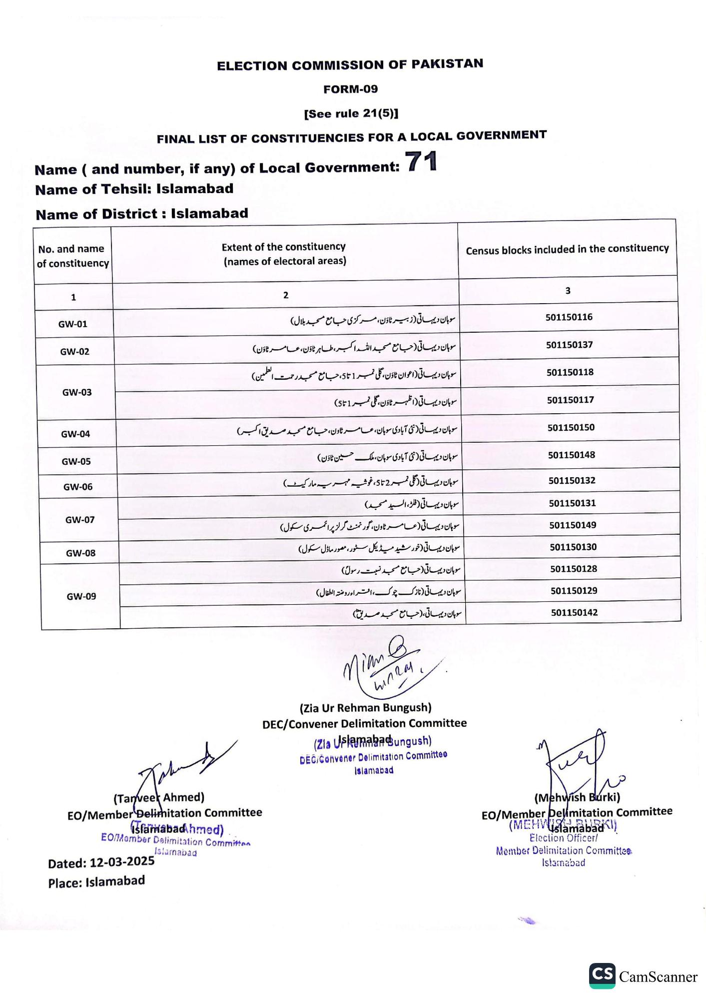 ELECTION COMMISSION OF PAKISTAN
FORM-09
[See rule 21(5)]
FINAL LIST OF CONSTITUENCIES FOR A LOCAL GOVERNMENT
Name ( and number, if any) of Local Government: 71
Name of Tehsil: Islamabad
Name of District : Islamabad
No. and name of constituency | Extent of the constituency (names of electoral areas) | Census blocks included in the constituency
1 | 2 | 3
GW-01 | سوہان دیہاتی(زبیر ٹاؤن، مرکزی جامع مسجد بلال) | 501150116
GW-02 | سوہان دیہاتی(جامع مسجد اللہ اکبر، طاہر ٹاؤن، عامر ٹاؤن) | 501150137
GW-03 | سوہان دیہاتی(اعوان ٹاؤن، گلی نمبر 1 تا 5، جامع مسجد رحمت العلمین) | 501150118
سوہان دیہاتی(اظہر ٹاؤن، گلی نمبر 1 تا 5) | 501150117
GW-04 | سوہان دیہاتی(نئی آبادی سوہان، عامر ٹاون، جامع مسجد صدیق اکبر) | 501150150
GW-05 | سوہان دیہاتی(نئی آبادی سوہان، ملک حسین ٹاؤن) | 501150148
GW-06 | سوہان دیہاتی(گلی نمبر 2 تا 5، غوشیہ مہریہ مارکیٹ) | 501150132
GW-07 | سوہان دیہاتی(فلڑ، السید مسجد) | 501150131
سوہان دیہاتی(عامر ٹاون، گورنمنٹ گرلز پرائمری سکول) | 501150149
GW-08 | سوہان دیہاتی(خورشید میڈیکل سٹور، مصور ماڈل سکول) | 501150130
GW-09 | سوہان دیہاتی(جامع مسجد نسبت رسولؐ) | 501150128
سوہان دیہاتی(نازک چوک، اقراء روضتہ الطفال) | 501150129
سوہان دیہاتی،(جامع مسجد صدیقؓ) | 501150142
(Zia Ur Rehman Bungush)
DEC/Convener Delimitation Committee
Islamabad
(Zia Ur Rehman Bungush)
DEC/Convener Delimitation Committee
Islamabad
(Tanveer Ahmed)
EO/Member Delimitation Committee
Islamabad
(Tanveer Ahmed)
EO/Member Delimitation Committee
Islamabad
(Mehwish Burki)
EO/Member Delimitation Committee
Islamabad
(MEHWISH BURKI)
Election Officer/
Member Delimitation Committee
Islamabad
Dated: 12-03-2025
Place: Islamabad
CS CamScanner